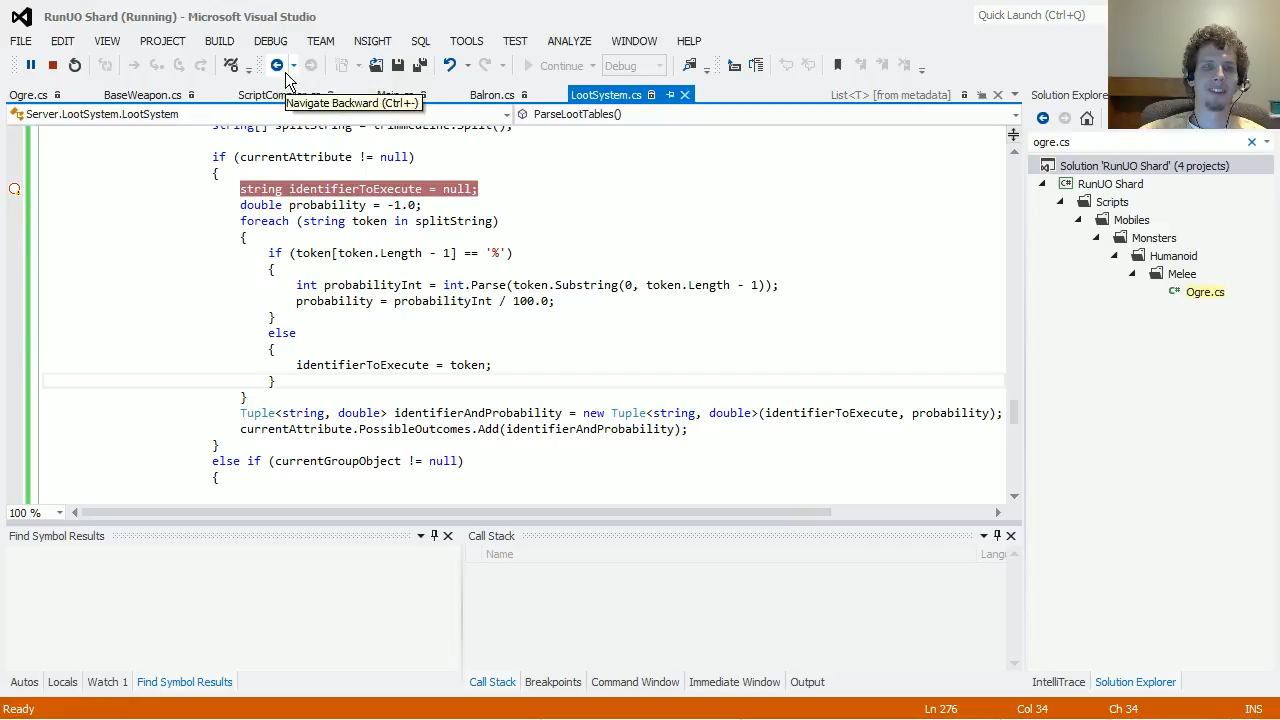 RunUO Shard (Running) - Microsoft Visual Studio
Quick Launch (Ctrl+Q)
FILE EDIT VIEW PROJECT BUILD DEBUG TEAM NSIGHT SQL TOOLS TEST ANALYZE WINDOW HELP
Continue Debug
Ogre.cs BaseWeapon.cs Balron.cs LootSystem.cs List<T> [from metadata] Solution Explorer
Navigate Backward (Ctrl+-)
Server.LootSystem.LootSystem ParseLootTables()
ogre.cs
if (currentAttribute != null)
{
string identifierToExecute = null;
double probability = -1.0;
foreach (string token in splitString)
{
if (token[token.Length - 1] == '%')
{
int probabilityInt = int.Parse(token.Substring(0, token.Length - 1));
probability = probabilityInt / 100.0;
}
else
{
identifierToExecute = token;
}
}
Tuple<string, double> identifierAndProbability = new Tuple<string, double>(identifierToExecute, probability);
currentAttribute.PossibleOutcomes.Add(identifierAndProbability);
}
else if (currentGroupObject != null)
{
100 %
Solution 'RunUO Shard' (4 projects)
RunUO Shard
Scripts
Mobiles
Monsters
Humanoid
Melee
Ogre.cs
Find Symbol Results
Call Stack
Name
Autos Locals Watch 1 Find Symbol Results
Call Stack Breakpoints Command Window Immediate Window Output
IntelliTrace Solution Explorer
Ready Ln 276 Col 34 Ch 34 INS